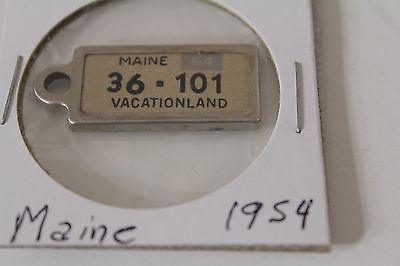 MAINE 54
36·101
VACATIONLAND
Maine 1954